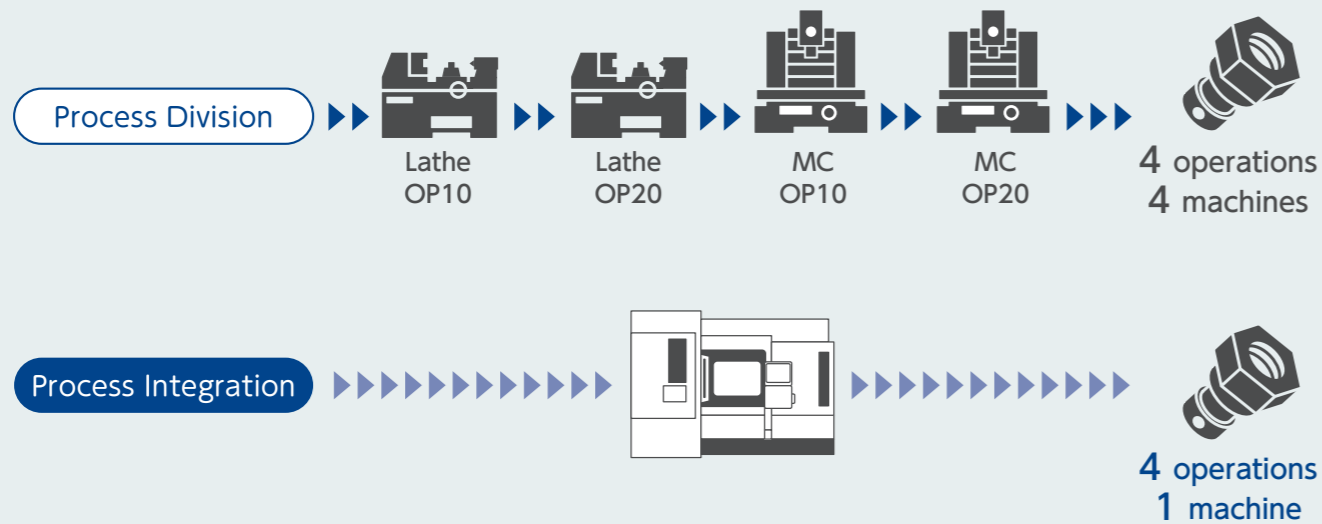 Process Division
Lathe
OP10
Lathe
OP20
MC
OP10
MC
OP20
4 operations
4 machines
Process Integration
4 operations
1 machine